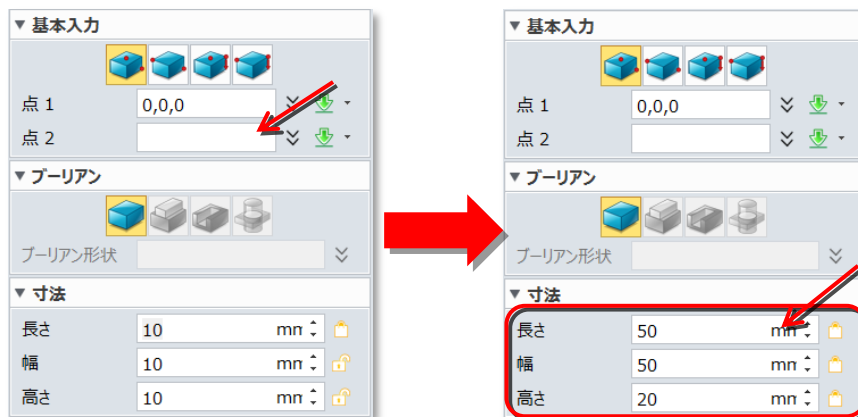 基本入力
点 1 0,0,0
点 2
ブーリアン
ブーリアン形状
寸法
長さ 10 mm
幅 10 mm
高さ 10 mm
基本入力
点 1 0,0,0
点 2
ブーリアン
ブーリアン形状
寸法
長さ 50 mm
幅 50 mm
高さ 20 mm